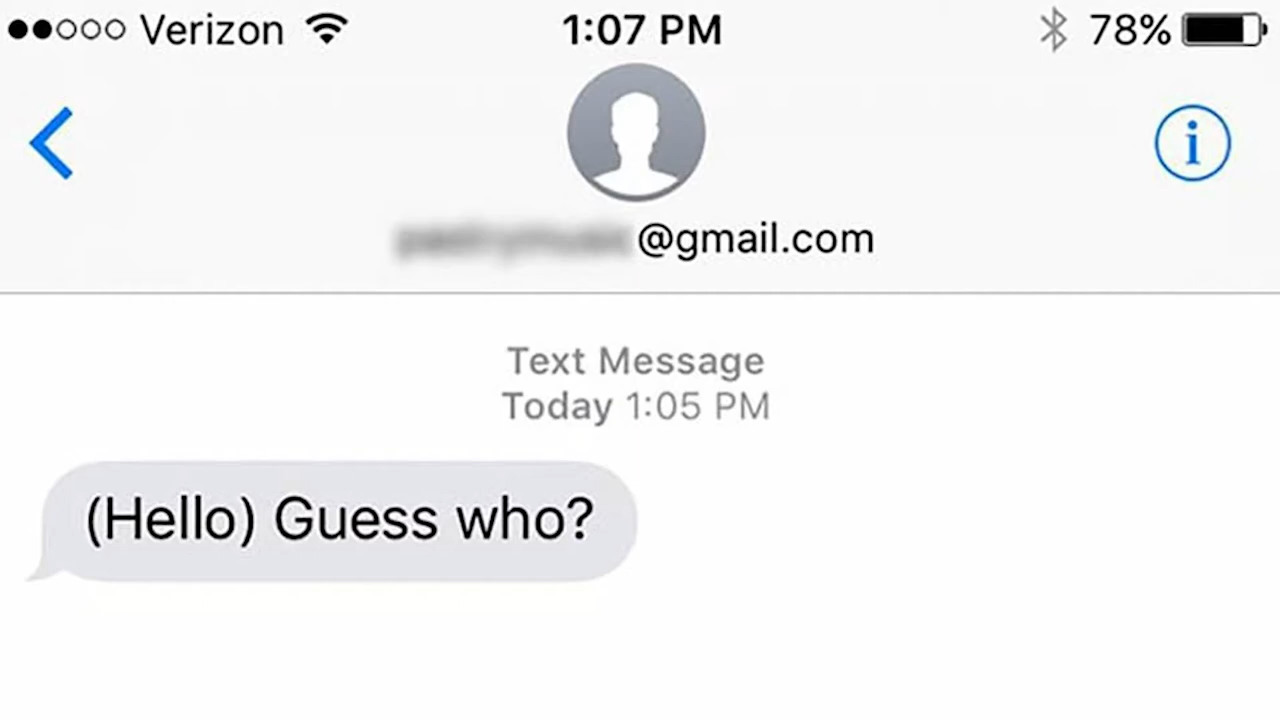 Verizon 1:07 PM 78%
@gmail.com
Text Message
Today 1:05 PM
(Hello) Guess who?